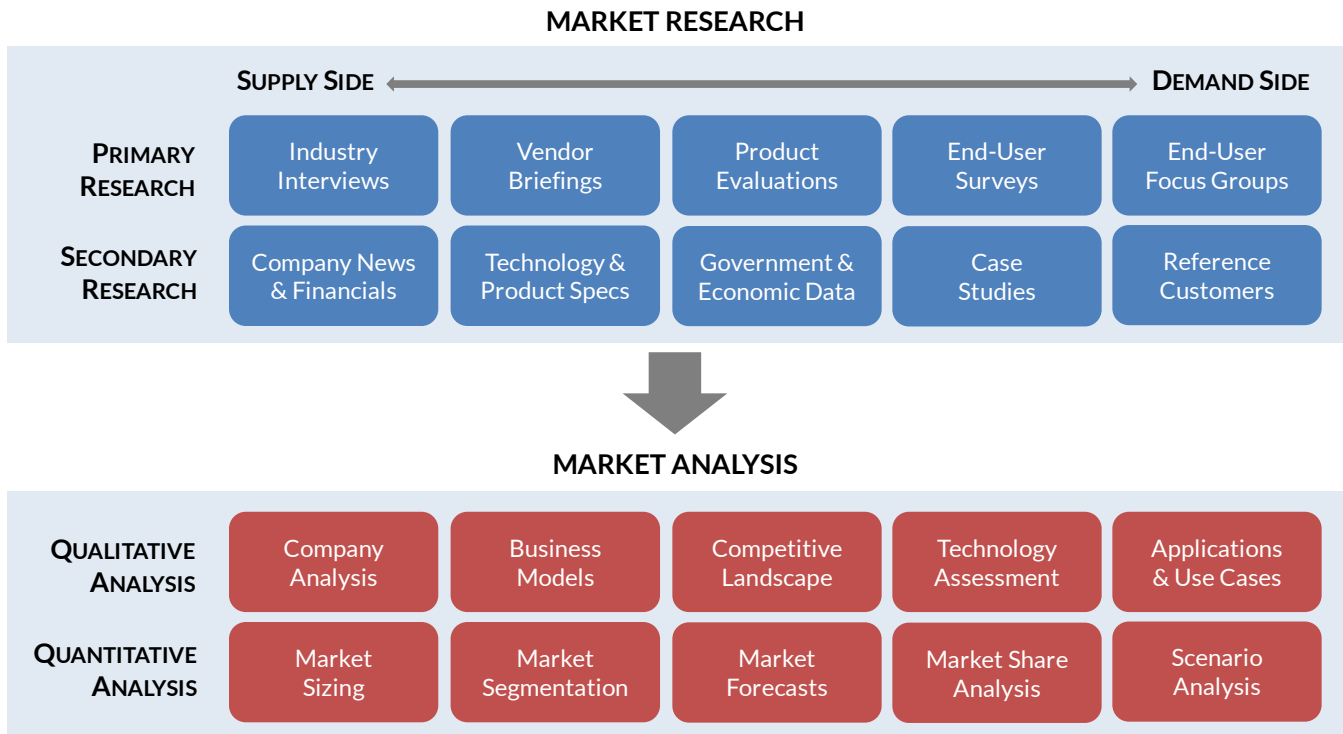 MARKET RESEARCH
SUPPLY SIDE
DEMAND SIDE
PRIMARY
RESEARCH
Industry
Interviews
Vendor
Briefings
Product
Evaluations
End-User
Surveys
End-User
Focus Groups
SECONDARY
RESEARCH
Company News
& Financials
Technology &
Product Specs
Government &
Economic Data
Case
Studies
Reference
Customers
MARKET ANALYSIS
QUALITATIVE
ANALYSIS
Company
Analysis
Business
Models
Competitive
Landscape
Technology
Assessment
Applications
& Use Cases
QUANTITATIVE
ANALYSIS
Market
Sizing
Market
Segmentation
Market
Forecasts
Market Share
Analysis
Scenario
Analysis